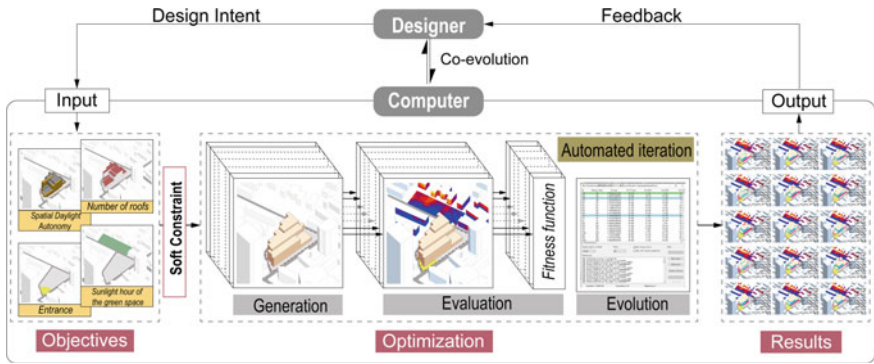 Design Intent
Designer
Feedback
Co-evolution
Input
Computer
Output
Spatial Daylight
Autonomy
Number of roofs
Entrance
Sunlight hour of
the green space
Soft Constraint
Automated iteration
Fitness function
Generation
Evaluation
Evolution
Objectives
Optimization
Results